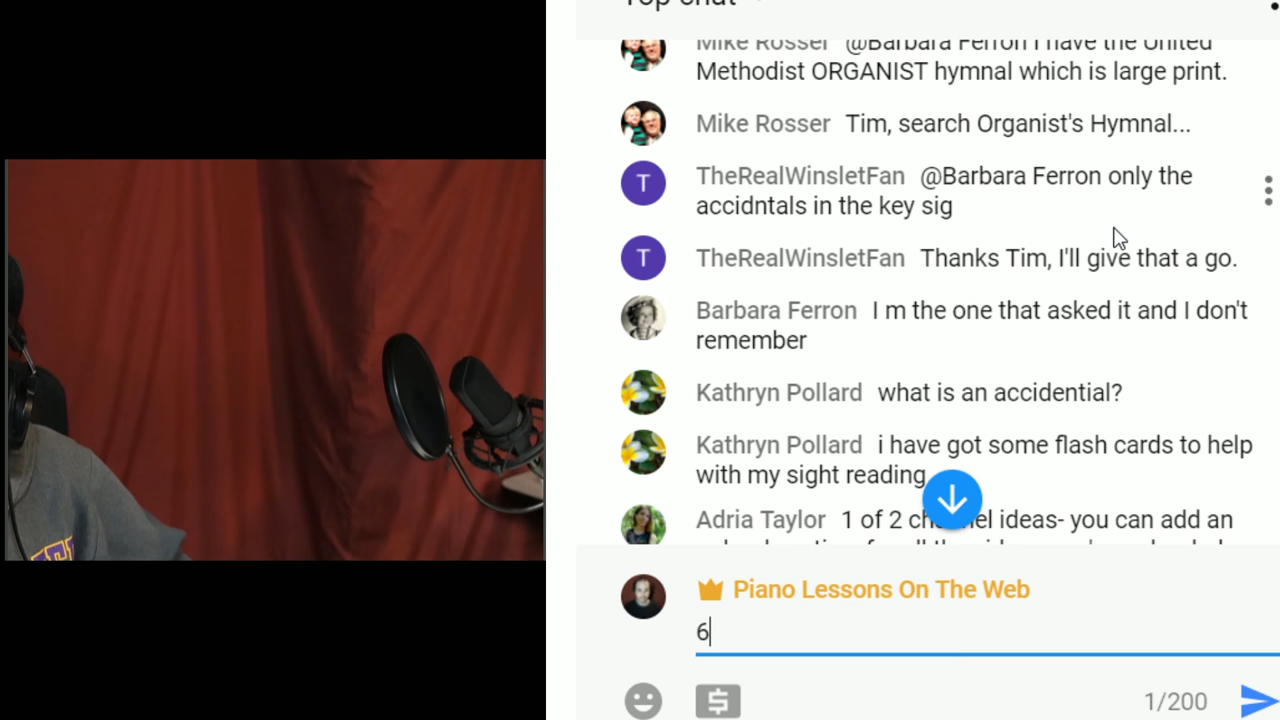 Top chat
Mike Rosser @Barbara Ferron I have the United
Methodist ORGANIST hymnal which is large print.
Mike Rosser Tim, search Organist's Hymnal...
T TheRealWinsletFan @Barbara Ferron only the
accidntals in the key sig
T TheRealWinsletFan Thanks Tim, I'll give that a go.
Barbara Ferron I m the one that asked it and I don't
remember
Kathryn Pollard what is an accidential?
Kathryn Pollard i have got some flash cards to help
with my sight reading
Adria Taylor 1 of 2 channel ideas- you can add an
Piano Lessons On The Web
6
1/200